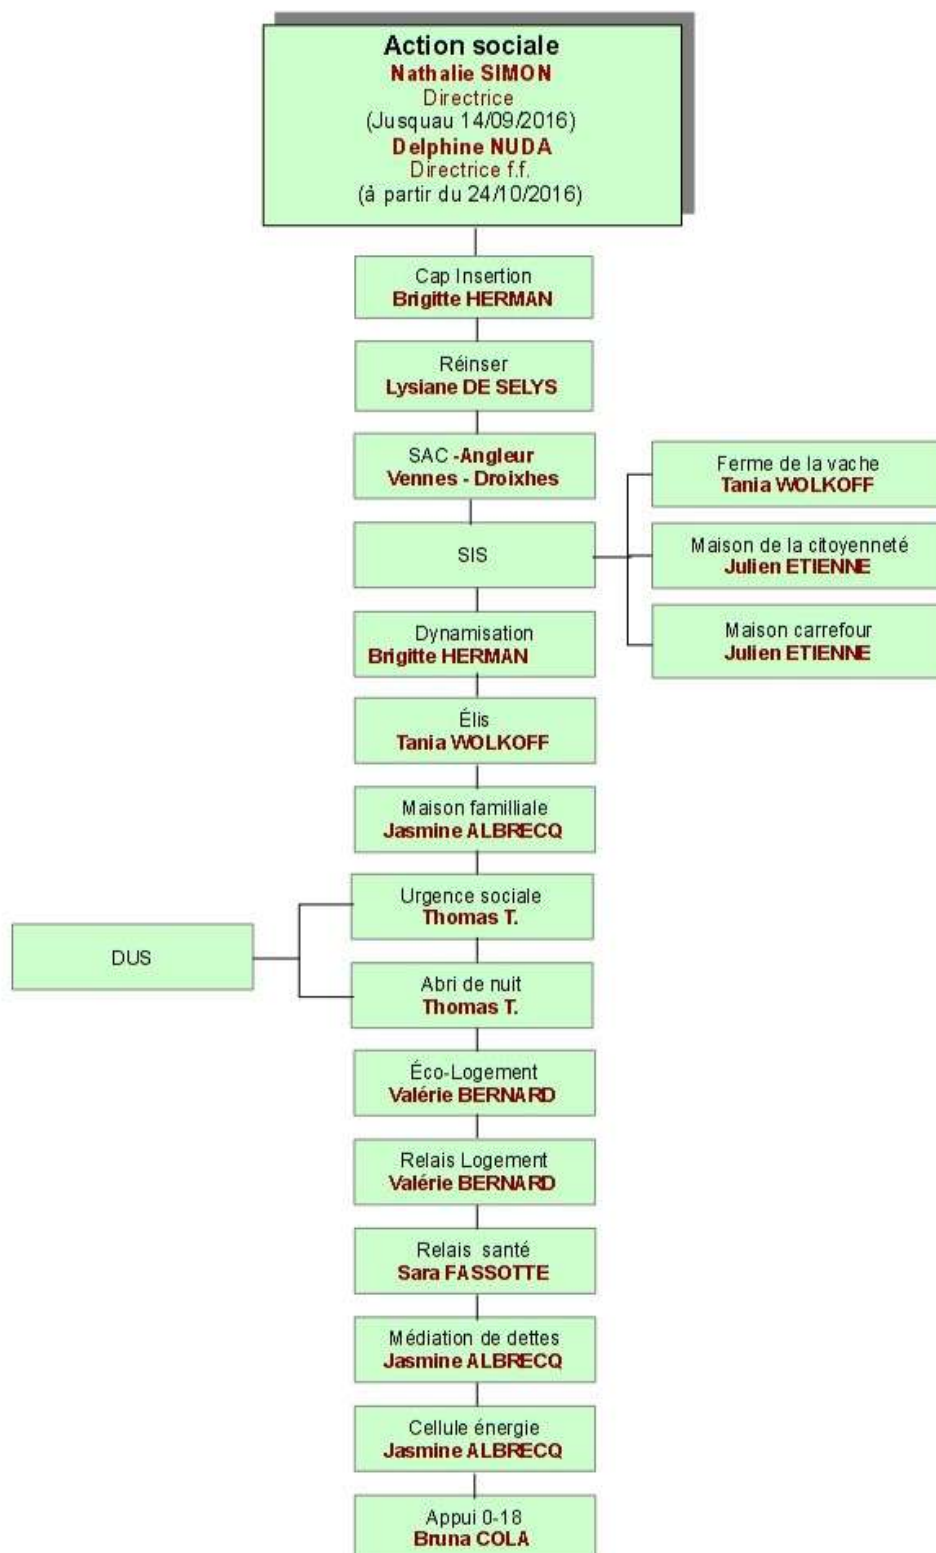 Action sociale
Nathalie SIMON
Directrice
(Jusquau 14/09/2016)
Delphine NUDA
Directrice f.f.
(à partir du 24/10/2016)
Cap Insertion
Brigitte HERMAN
Réinser
Lysiane DE SELYS
SAC -Angleur
Vennes - Droixhes
SIS
Ferme de la vache
Tania WOLKOFF
Maison de la citoyenneté
Julien ETIENNE
Maison carrefour
Julien ETIENNE
Dynamisation
Brigitte HERMAN
Élis
Tania WOLKOFF
Maison familliale
Jasmine ALBRECQ
DUS
Urgence sociale
Thomas T.
Abri de nuit
Thomas T.
Éco-Logement
Valérie BERNARD
Relais Logement
Valérie BERNARD
Relais santé
Sara FASSOTTE
Médiation de dettes
Jasmine ALBRECQ
Cellule énergie
Jasmine ALBRECQ
Appui 0-18
Bruna COLA